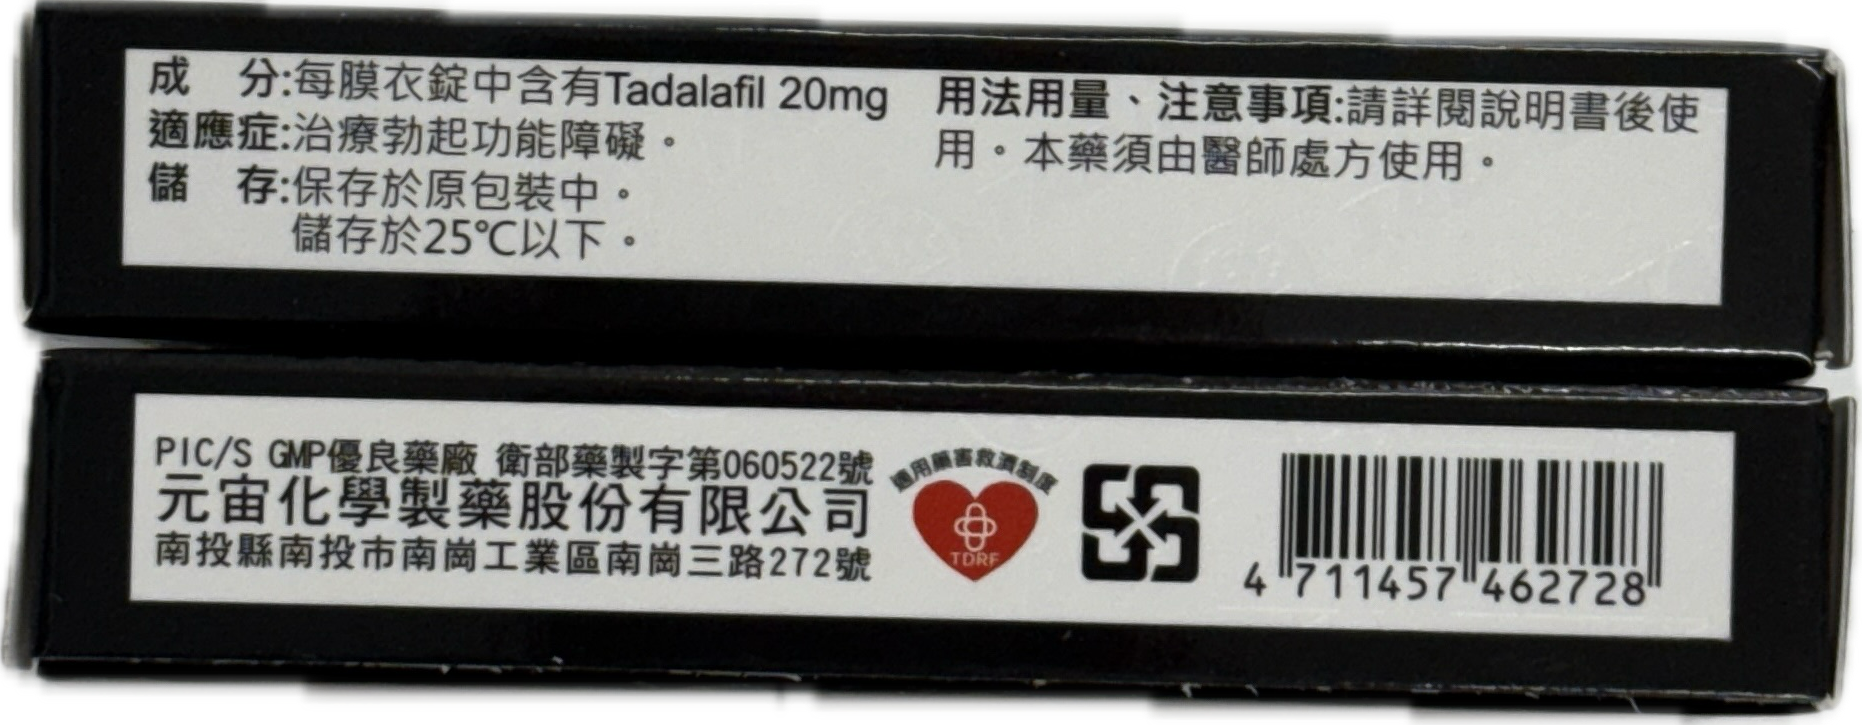 成　分:每膜衣錠中含有Tadalafil 20mg
適應症:治療勃起功能障礙。
儲　存:保存於原包裝中。
儲存於25℃以下。
用法用量、注意事項:請詳閱說明書後使
用。本藥須由醫師處方使用。
PIC/S GMP優良藥廠 衛部藥製字第060522號
元宙化學製藥股份有限公司
南投縣南投市南崗工業區南崗三路272號
適用藥害救濟制度
TDRF
4 711457 462728